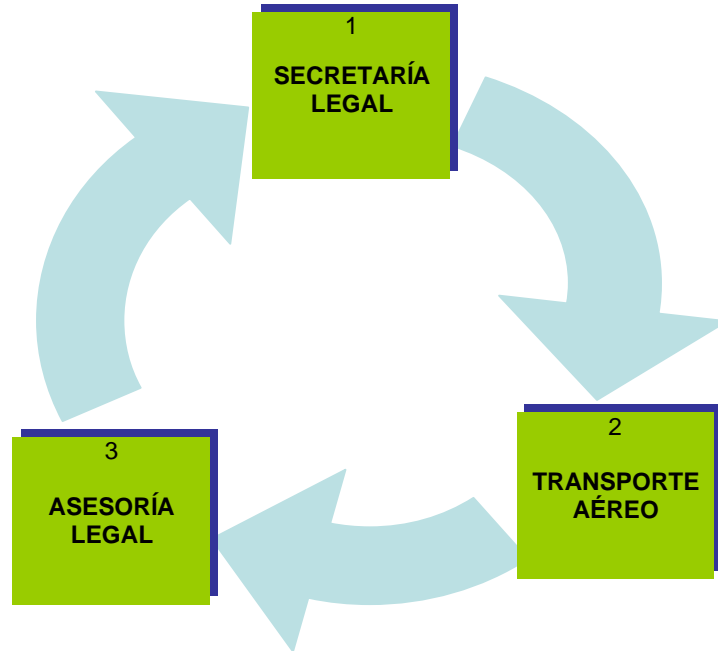 1
SECRETARÍA
LEGAL
2
TRANSPORTE
AÉREO
3
ASESORÍA
LEGAL